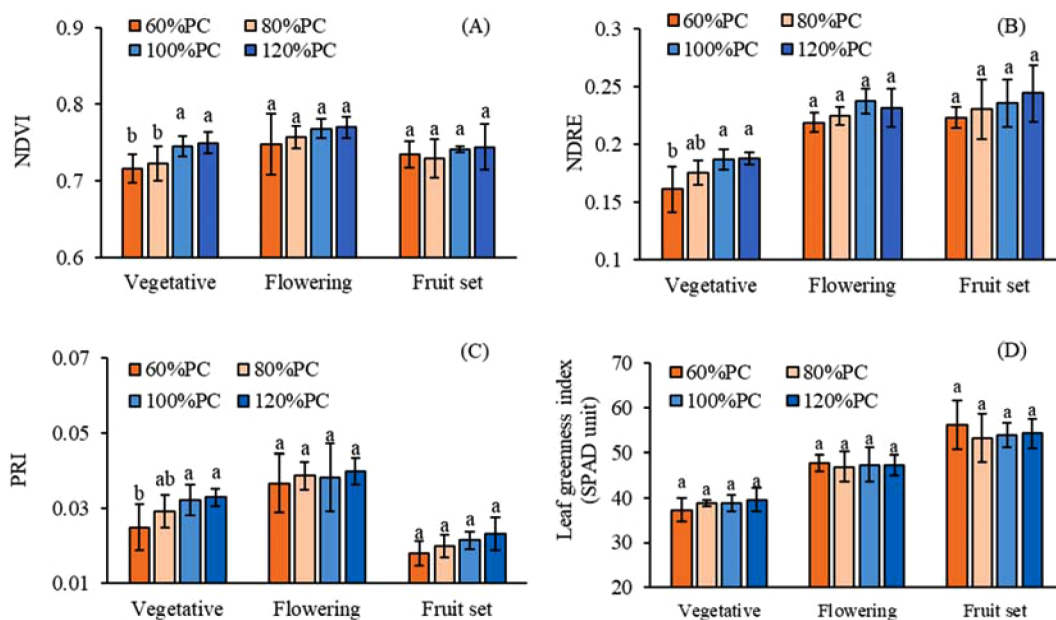 (A)
60%PC 80%PC
100%PC 120%PC
0.9
0.8
0.7
0.6
NDVI
b b a a a a a a a a a a
Vegetative Flowering Fruit set
(B)
60%PC 80%PC
100%PC 120%PC
0.3
0.25
0.2
0.15
0.1
NDRE
b ab a a a a a a a a a a
Vegetative Flowering Fruit set
(C)
60%PC 80%PC
100%PC 120%PC
0.07
0.05
0.03
0.01
PRI
b ab a a a a a a a a a a
Vegetative Flowering Fruit set
(D)
60%PC 80%PC
100%PC 120%PC
70
60
50
40
30
20
Leaf greenness index
(SPAD unit)
a a a a a a a a a a a a
Vegetative Flowering Fruit set